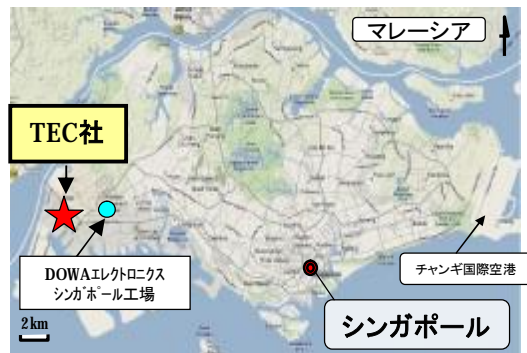 マレーシア
TEC社
DOWAエレクトロニクス
シンガポール工場
チャンギ国際空港
シンガポール
2km